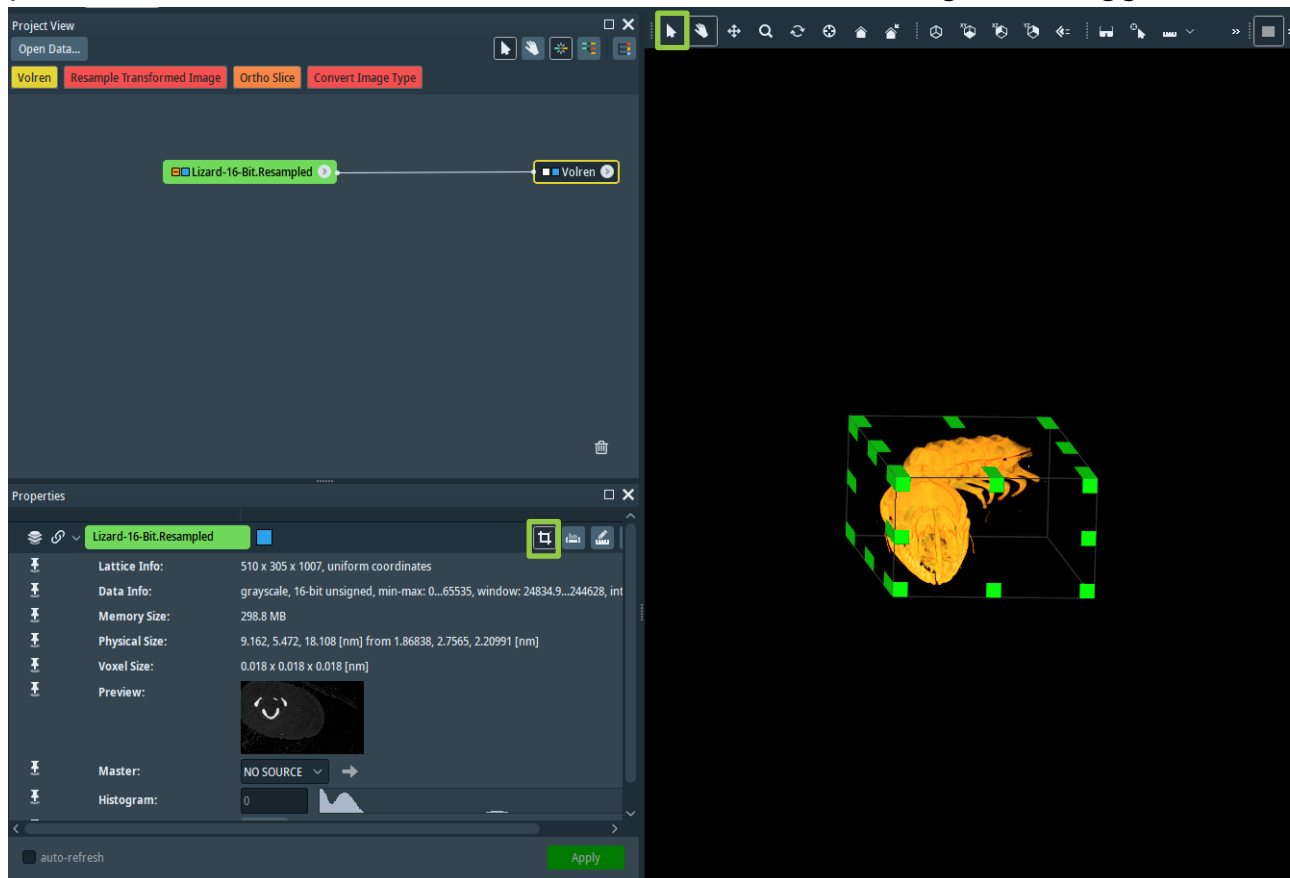 Project View
Open Data...
Volren Resample Transformed Image Ortho Slice Convert Image Type
Lizard-16-Bit.Resampled Volren
Properties
Lizard-16-Bit.Resampled
Lattice Info: 510 x 305 x 1007, uniform coordinates
Data Info: grayscale, 16-bit unsigned, min-max: 0...65535, window: 24834.9...244628, int
Memory Size: 298.8 MB
Physical Size: 9.162, 5.472, 18.108 [nm] from 1.86838, 2.7565, 2.20991 [nm]
Voxel Size: 0.018 x 0.018 x 0.018 [nm]
Preview:
Master: NO SOURCE
Histogram: 0
auto-refresh Apply